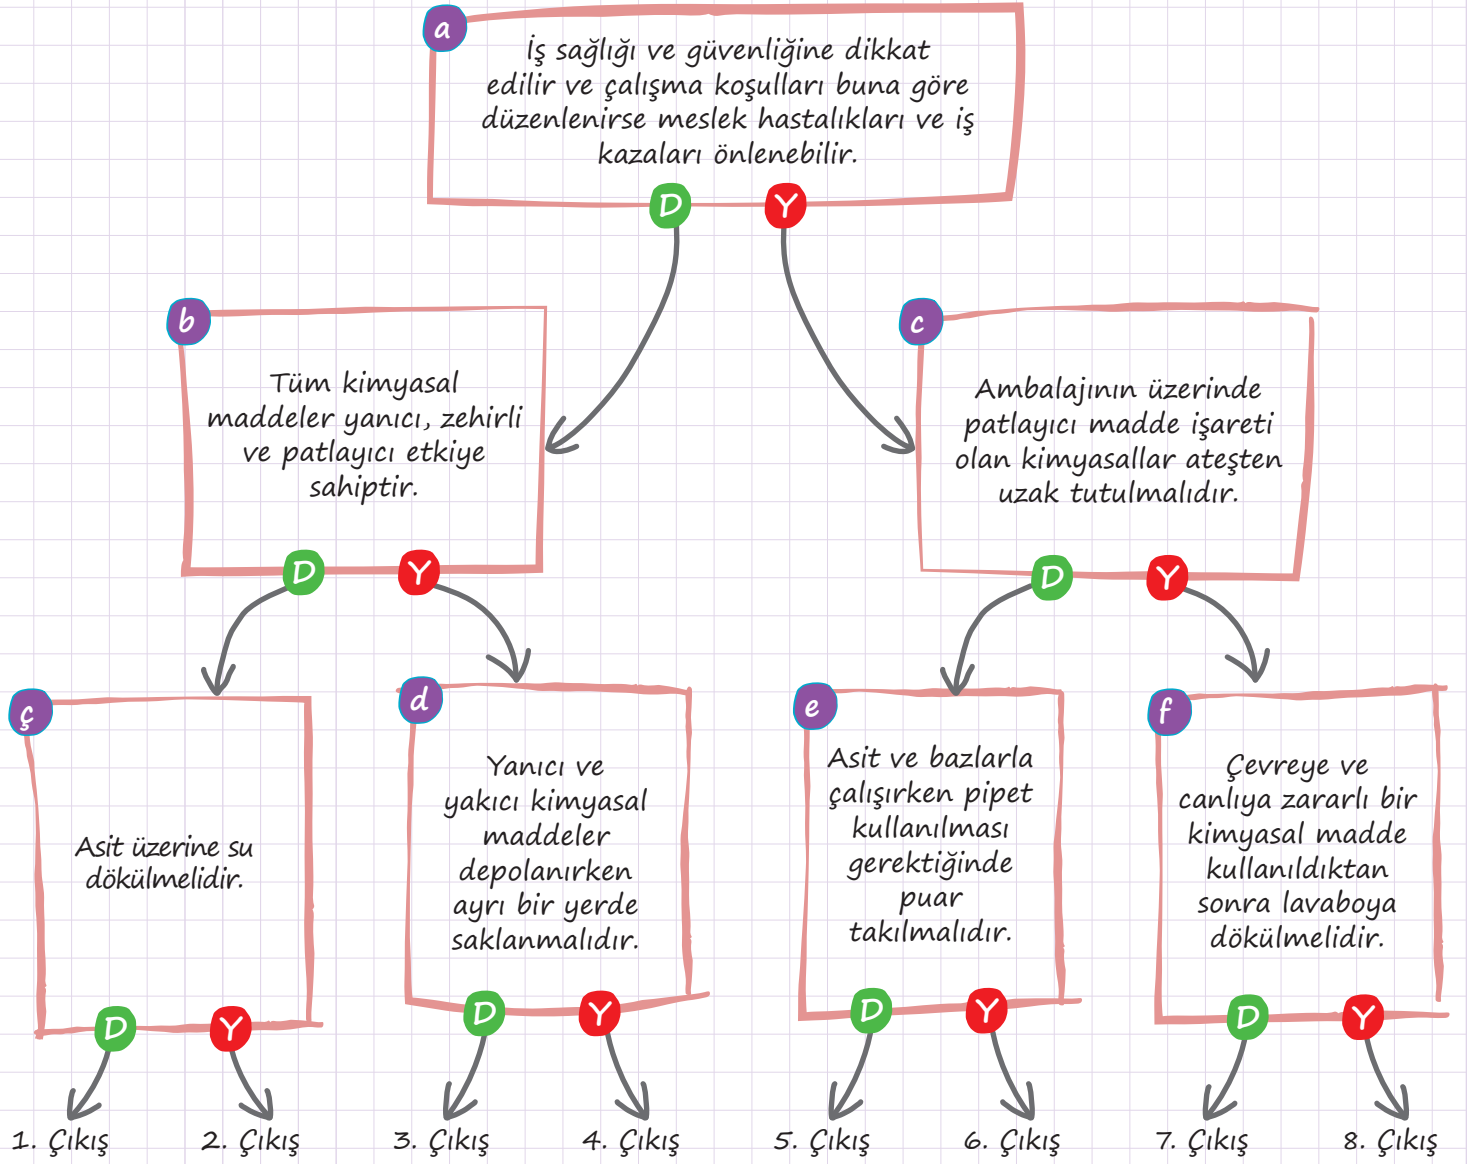 a
İş sağlığı ve güvenliğine dikkat
edilir ve çalışma koşulları buna göre
düzenlenirse meslek hastalıkları ve iş
kazaları önlenebilir.
D Y
b
Tüm kimyasal
maddeler yanıcı, zehirli
ve patlayıcı etkiye
sahiptir.
D Y
c
Ambalajının üzerinde
patlayıcı madde işareti
olan kimyasallar ateşten
uzak tutulmalıdır.
D Y
ç
Asit üzerine su
dökülmelidir.
D Y
d
Yanıcı ve
yakıcı kimyasal
maddeler
depolanırken
ayrı bir yerde
saklanmalıdır.
D Y
e
Asit ve bazlarla
çalışırken pipet
kullanılması
gerektiğinde
puar
takılmalıdır.
D Y
f
Çevreye ve
canlıya zararlı bir
kimyasal madde
kullanıldıktan
sonra lavaboya
dökülmelidir.
D Y
1. Çıkış 2. Çıkış 3. Çıkış 4. Çıkış 5. Çıkış 6. Çıkış 7. Çıkış 8. Çıkış